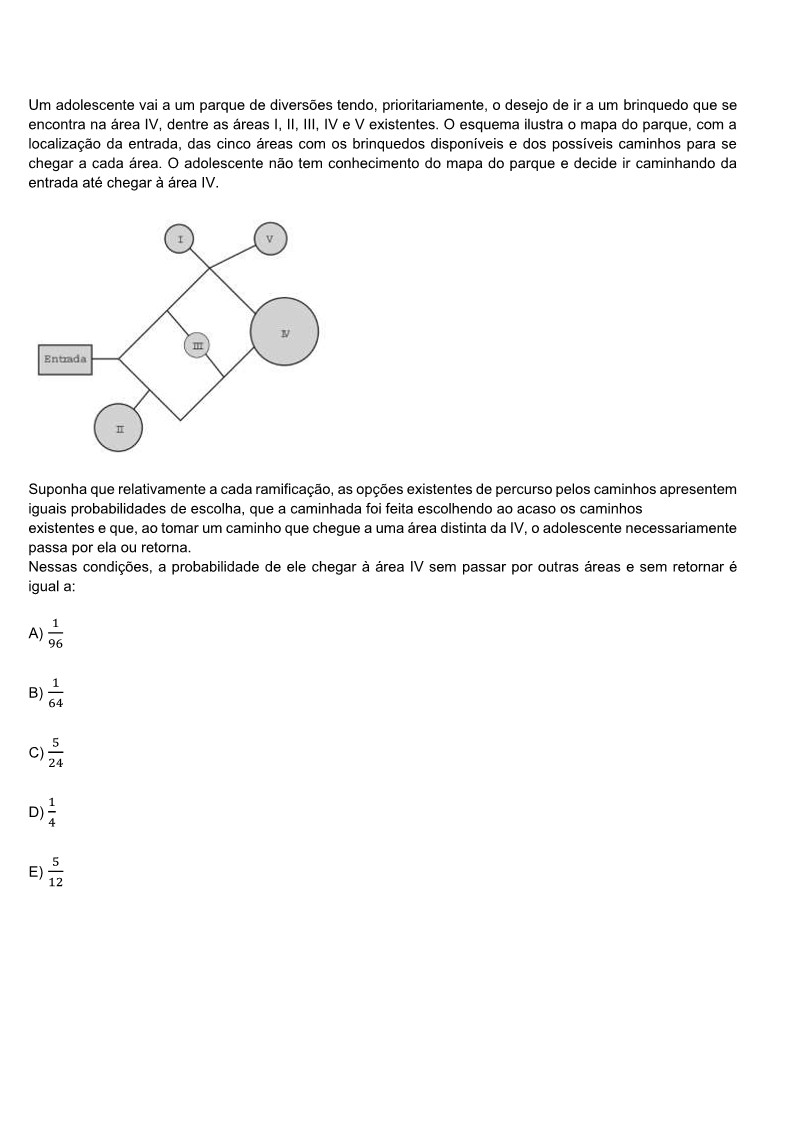 Um adolescente vai a um parque de diversões tendo, prioritariamente, o desejo de ir a um brinquedo que se
encontra na área IV, dentre as áreas I, II, III, IV e V existentes. O esquema ilustra o mapa do parque, com a
localização da entrada, das cinco áreas com os brinquedos disponíveis e dos possíveis caminhos para se
chegar a cada área. O adolescente não tem conhecimento do mapa do parque e decide ir caminhando da
entrada até chegar à área IV.
I
V
IV
III
Entrada
II
Suponha que relativamente a cada ramificação, as opções existentes de percurso pelos caminhos apresentem
iguais probabilidades de escolha, que a caminhada foi feita escolhendo ao acaso os caminhos
existentes e que, ao tomar um caminho que chegue a uma área distinta da IV, o adolescente necessariamente
passa por ela ou retorna.
Nessas condições, a probabilidade de ele chegar à área IV sem passar por outras áreas e sem retornar é
igual a:
A) 1/96
B) 1/64
C) 5/24
D) 1/4
E) 5/12